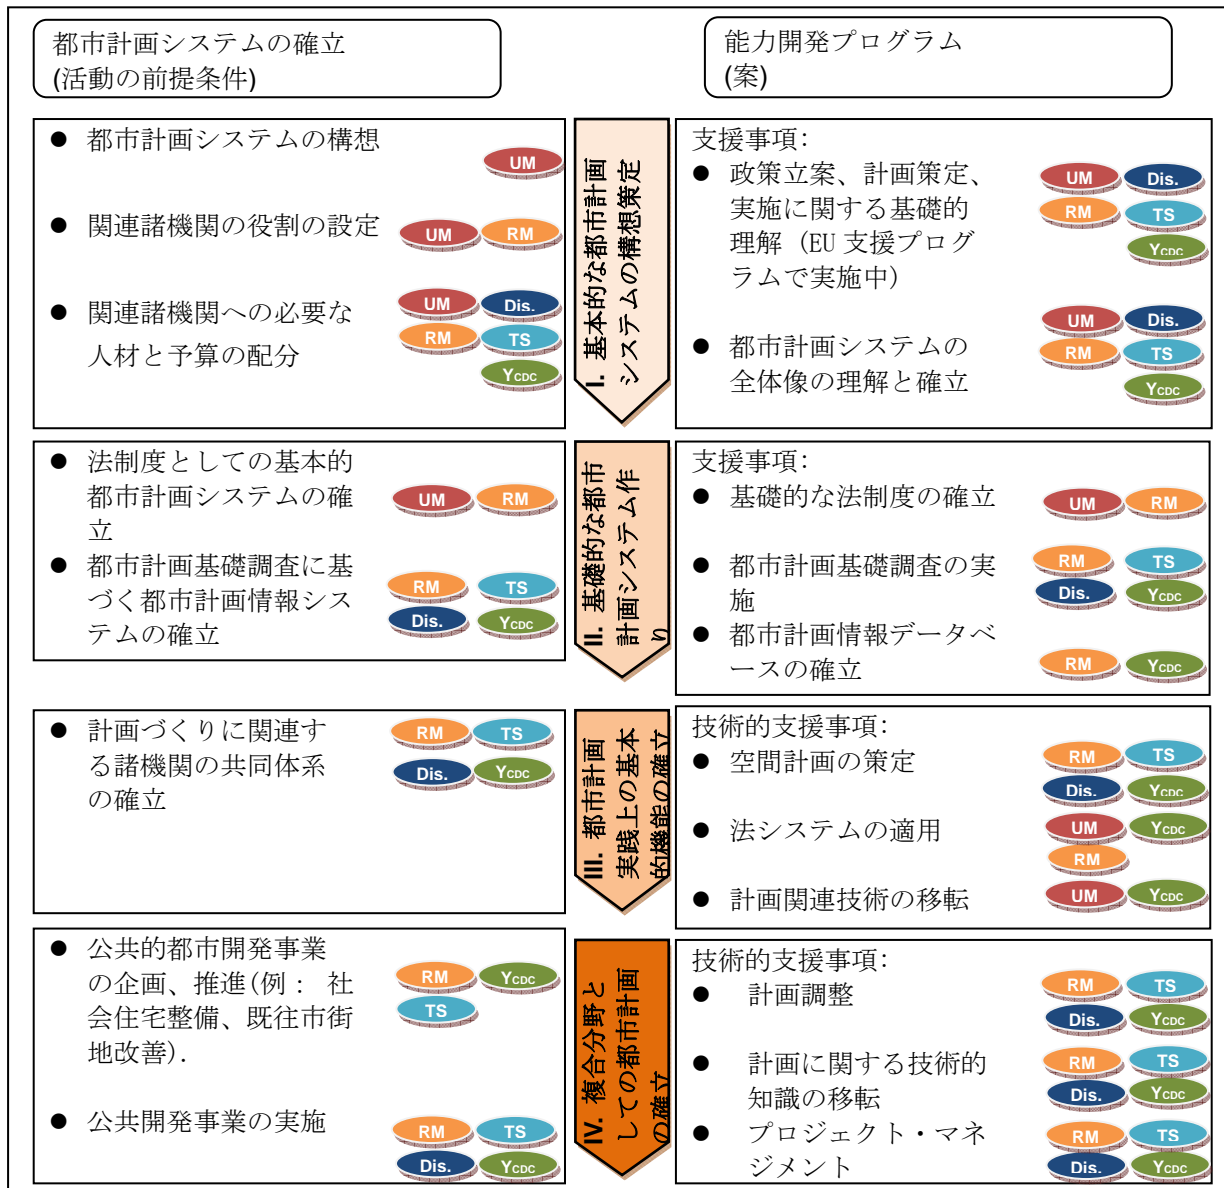 都市計画システムの確立
(活動の前提条件)
能力開発プログラム
(案)
● 都市計画システムの構想
UM
● 関連諸機関の役割の設定
UM RM
● 関連諸機関への必要な
人材と予算の配分
UM Dis.
RM TS
YCDC
I. 基本的な都市計画
システムの構想策定
支援事項:
● 政策立案、計画策定、
実施に関する基礎的
理解（EU 支援プログ
ラムで実施中）
UM Dis.
RM TS
YCDC
● 都市計画システムの
全体像の理解と確立
UM Dis.
RM TS
YCDC
● 法制度としての基本的
都市計画システムの確
立
UM RM
● 都市計画基礎調査に基
づく都市計画情報シス
テムの確立
RM TS
Dis. YCDC
II. 基礎的な都市
計画システム作
り
支援事項:
● 基礎的な法制度の確立
UM RM
● 都市計画基礎調査の実
施
RM TS
Dis. YCDC
● 都市計画情報データベ
ースの確立
RM YCDC
● 計画づくりに関連す
る諸機関の共同体系
の確立
RM TS
Dis. YCDC
III. 都市計画
実践上の基本
的機能の確立
技術的支援事項:
● 空間計画の策定
RM TS
Dis. YCDC
● 法システムの適用
UM YCDC
RM
● 計画関連技術の移転
UM YCDC
● 公共的都市開発事業
の企画、推進(例： 社
会住宅整備、既往市街
地改善).
RM YCDC
TS
● 公共開発事業の実施
RM TS
Dis. YCDC
IV. 複合分野と
しての都市計画
の確立
技術的支援事項:
● 計画調整
RM TS
Dis. YCDC
● 計画に関する技術的
知識の移転
RM TS
Dis. YCDC
● プロジェクト・マネ
ジメント
RM TS
Dis. YCDC